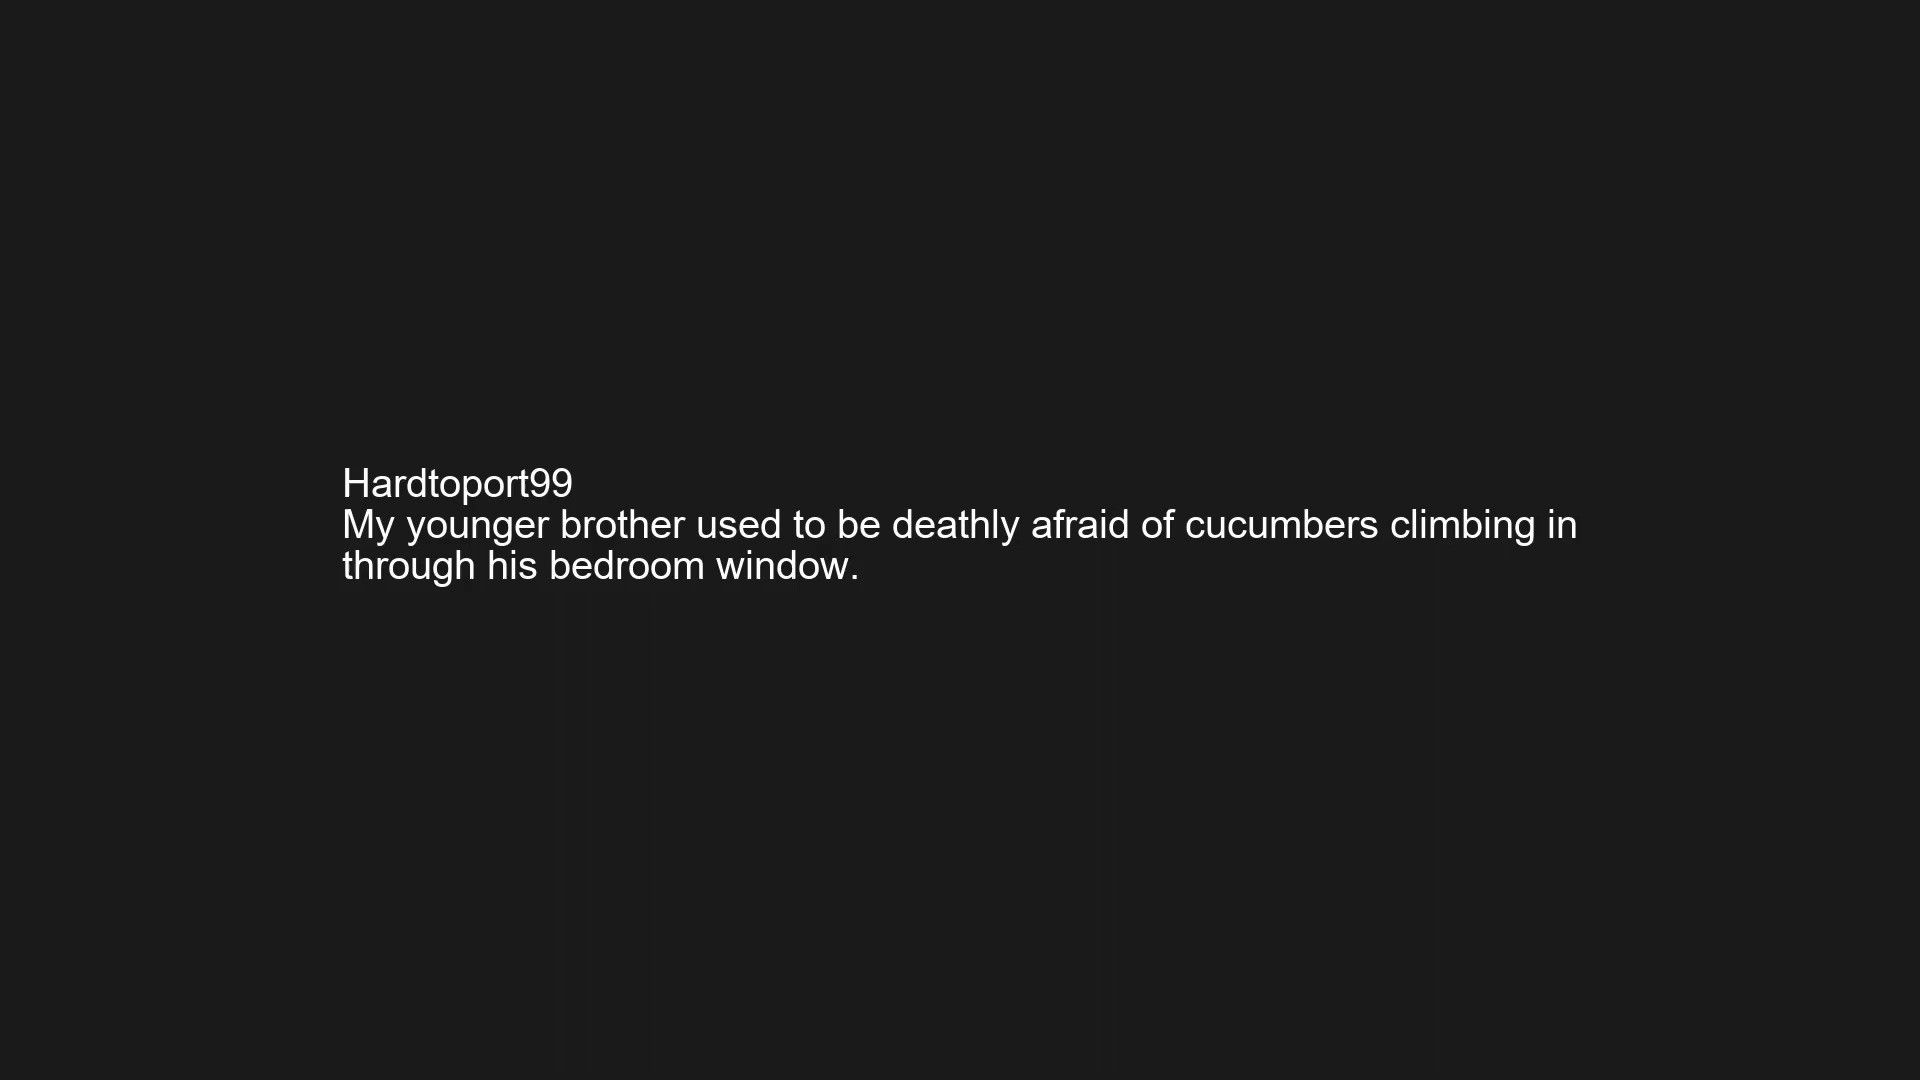 Hardtoport99
My younger brother used to be deathly afraid of cucumbers climbing in
through his bedroom window.